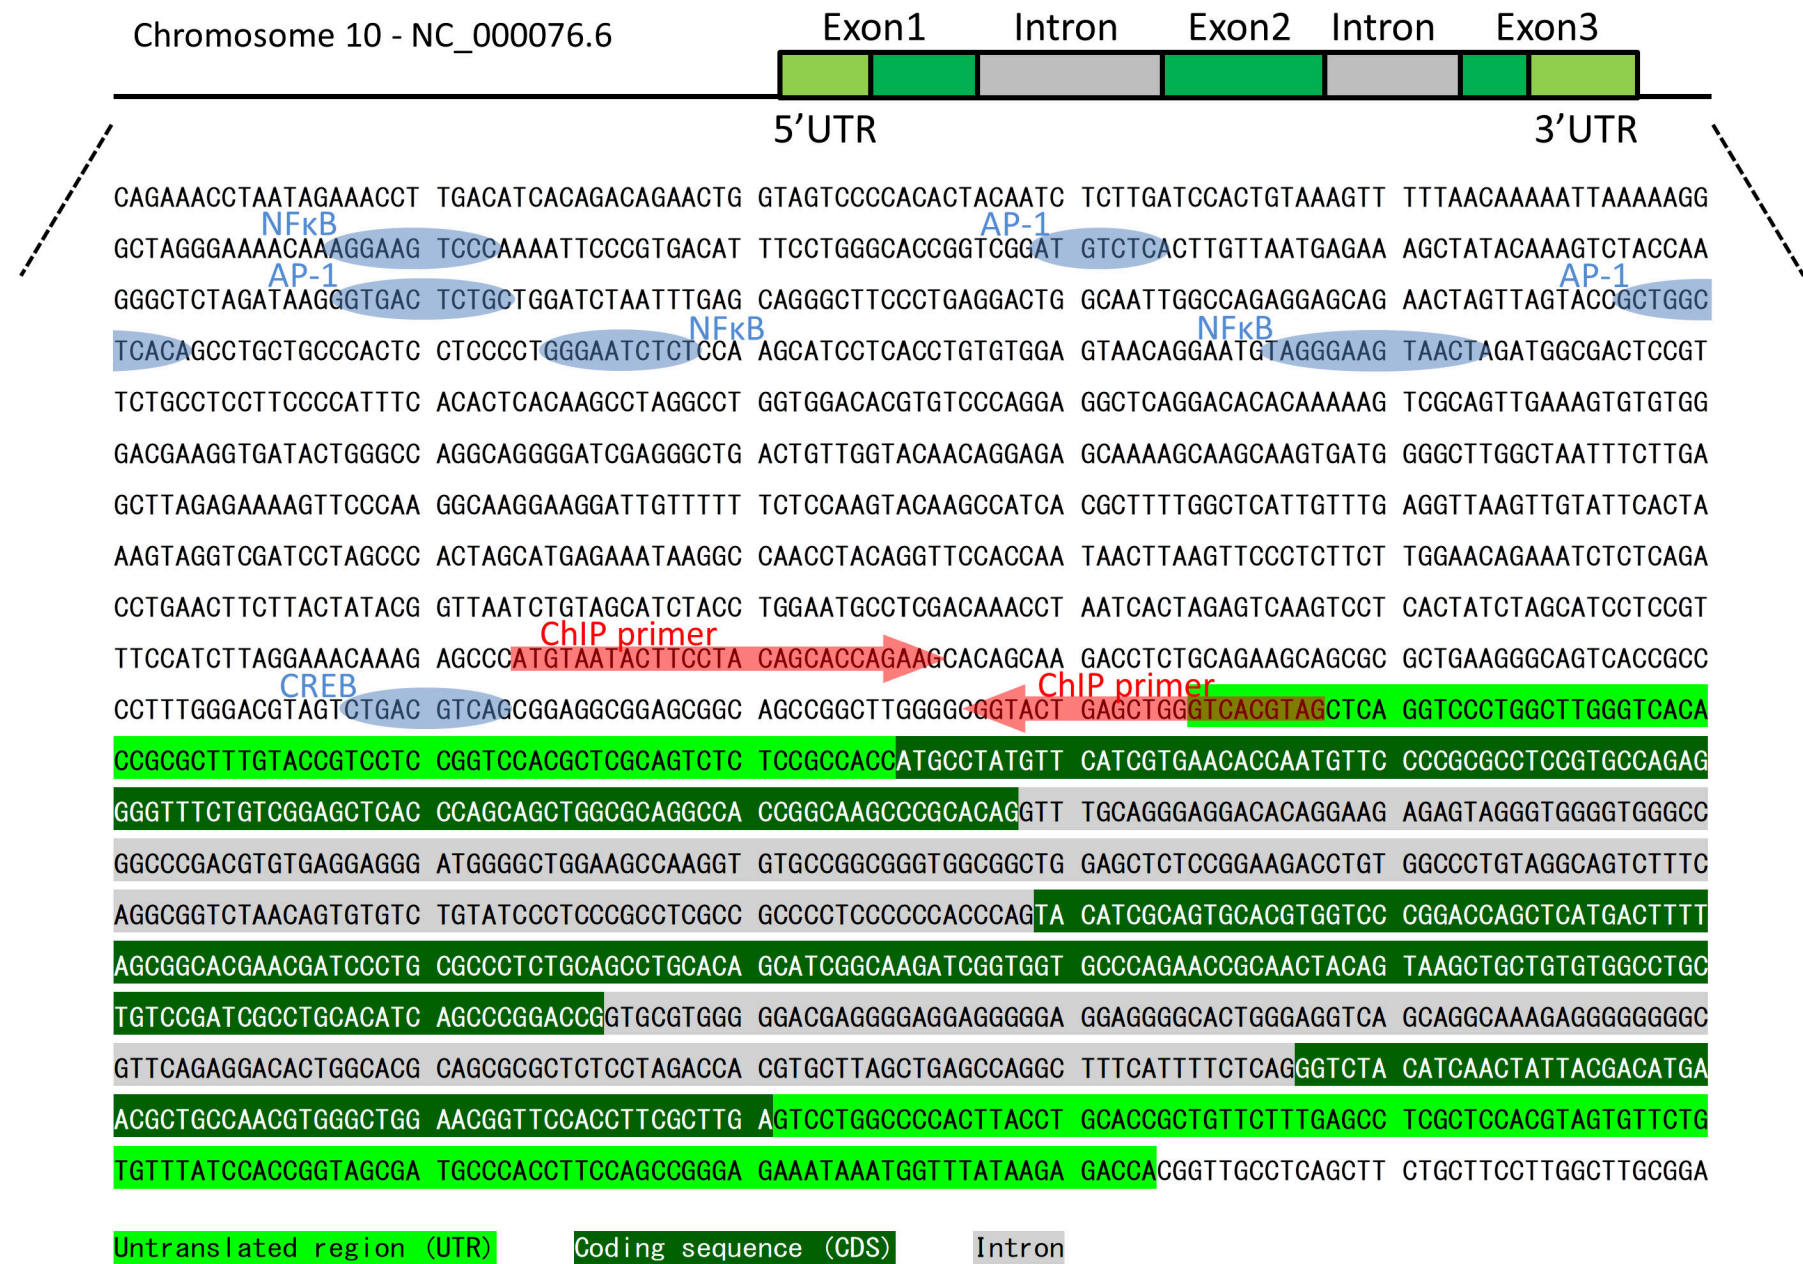 Chromosome 10 - NC_000076.6
Exon1 Intron Exon2 Intron Exon3
5’UTR 3’UTR
CAGAAACCTAATAGAAACCT TGACATCACAGACAGAACTG GTAGTCCCCACACTACAATC TCTTGATCCACTGTAAAGTT TTTAACAAAAATTAAAAAGG
NFκB AP-1
GCTAGGGAAAACAAAGGAAG TCCCAAAATTCCCGTGACAT TTCCTGGGCACCGGTCGGAT GTCTCACTTGTTAATGAGAA AGCTATACAAAGTCTACCAA
AP-1 AP-1
GGGCTCTAGATAAGGGTGAC TCTGCTGGATCTAATTTGAG CAGGGCTTCCCTGAGGACTG GCAATTGGCCAGAGGAGCAG AACTAGTTAGTACCGCTGGC
NFκB NFκB
TCACAGCCTGCTGCCCACTC CTCCCCTGGGAATCTCTCCA AGCATCCTCACCTGTGTGGA GTAACAGGAATGTAGGGAAG TAACTAGATGGCGACTCCGT
TCTGCCTCCTTCCCCATTTC ACACTCACAAGCCTAGGCCT GGTGGACACGTGTCCCAGGA GGCTCAGGACACACAAAAAG TCGCAGTTGAAAGTGTGTGG
GACGAAGGTGATACTGGGCC AGGCAGGGGATCGAGGGCTG ACTGTTGGTACAACAGGAGA GCAAAAGCAAGCAAGTGATG GGGCTTGGCTAATTTCTTGA
GCTTAGAGAAAAGTTCCCAA GGCAAGGAAGGATTGTTTTT TCTCCAAGTACAAGCCATCA CGCTTTTGGCTCATTGTTTG AGGTTAAGTTGTATTCACTA
AAGTAGGTCGATCCTAGCCC ACTAGCATGAGAAATAAGGC CAACCTACAGGTTCCACCAA TAACTTAAGTTCCCTCTTCT TGGAACAGAAATCTCTCAGA
CCTGAACTTCTTACTATACG GTTAATCTGTAGCATCTACC TGGAATGCCTCGACAAACCT AATCACTAGAGTCAAGTCCT CACTATCTAGCATCCTCCGT
ChIP primer
TTCCATCTTAGGAAACAAAG AGCCCATGTAATACTTCCTA CAGCACCAGAAGCACAGCAA GACCTCTGCAGAAGCAGCGC GCTGAAGGGCAGTCACCGCC
CREB ChIP primer
CCTTTGGGACGTAGTCTGAC GTCAGCGGAGGCGGAGCGGC AGCCGGCTTGGGGCGGTACT GAGCTGGGTCACGTAGCTCA GGTCCCTGGCTTGGGTCACA
CCGCGCTTTGTACCGTCCTC CGGTCCACGCTCGCAGTCTC TCCGCCACCATGCCTATGTT CATCGTGAACACCAATGTTC CCCGCGCCTCCGTGCCAGAG
GGGTTTCTGTCGGAGCTCAC CCAGCAGCTGGCGCAGGCCA CCGGCAAGCCCGCACAGGTT TGCAGGGAGGACACAGGAAG AGAGTAGGGTGGGGTGGGCC
GGCCCGACGTGTGAGGAGGG ATGGGGCTGGAAGCCAAGGT GTGCCGGCGGGTGGCGGCTG GAGCTCTCCGGAAGACCTGT GGCCCTGTAGGCAGTCTTTC
AGGCGGTCTAACAGTGTGTC TGTATCCCTCCCGCCTCGCC GCCCCTCCCCCCACCCAGTA CATCGCAGTGCACGTGGTCC CGGACCAGCTCATGACTTTT
AGCGGCACGAACGATCCCTG CGCCCTCTGCAGCCTGCACA GCATCGGCAAGATCGGTGGT GCCCAGAACCGCAACTACAG TAAGCTGCTGTGTGGCCTGC
TGTCCGATCGCCTGCACATC AGCCCGGACCGGTGCGTGGG GGACGAGGGGAGGAGGGGGA GGAGGGGCACTGGGAGGTCA GCAGGCAAAGAGGGGGGGGC
GTTCAGAGGACACTGGCACG CAGCGCGCTCTCCTAGACCA CGTGCTTAGCTGAGCCAGGC TTTCATTTTCTCAGGGTCTA CATCAACTATTACGACATGA
ACGCTGCCAACGTGGGCTGG AACGGTTCCACCTTCGCTTG AGTCCTGGCCCCACTTACCT GCACCGCTGTTCTTTGAGCC TCGCTCCACGTAGTGTTCTG
TGTTTATCCACCGGTAGCGA TGCCCACCTTCCAGCCGGGA GAAATAAATGGTTTATAAGA GACCACGGTTGCCTCAGCTT CTGCTTCCTTGGCTTGCGGA
Untranslated region (UTR) Coding sequence (CDS) Intron